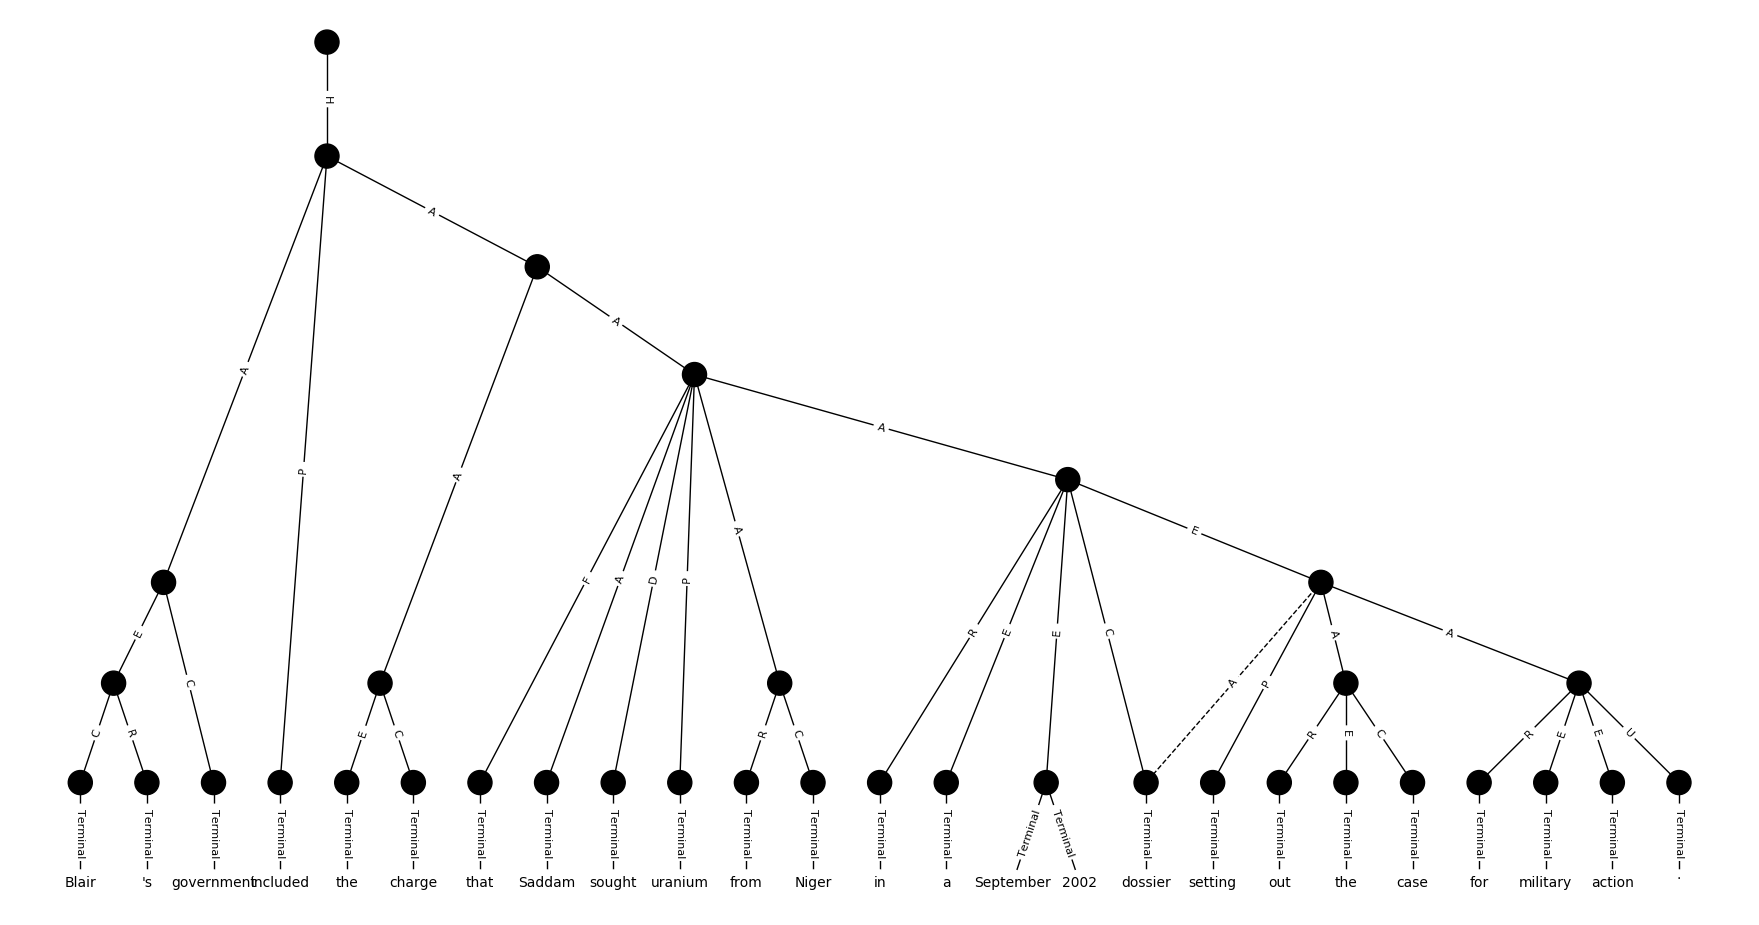 H
A
A
A
A
P
A
E
A
F
A
D
P
E
R
E
E
C
A
C
A
P
C
R
E
C
R
C
R
E
C
R
E
E
U
Terminal Terminal Terminal Terminal Terminal Terminal Terminal Terminal Terminal Terminal Terminal Terminal Terminal Terminal Terminal Terminal Terminal Terminal Terminal Terminal Terminal Terminal Terminal Terminal Terminal
Blair 's government included the charge that Saddam sought uranium from Niger in a September 2002 dossier setting out the case for military action .